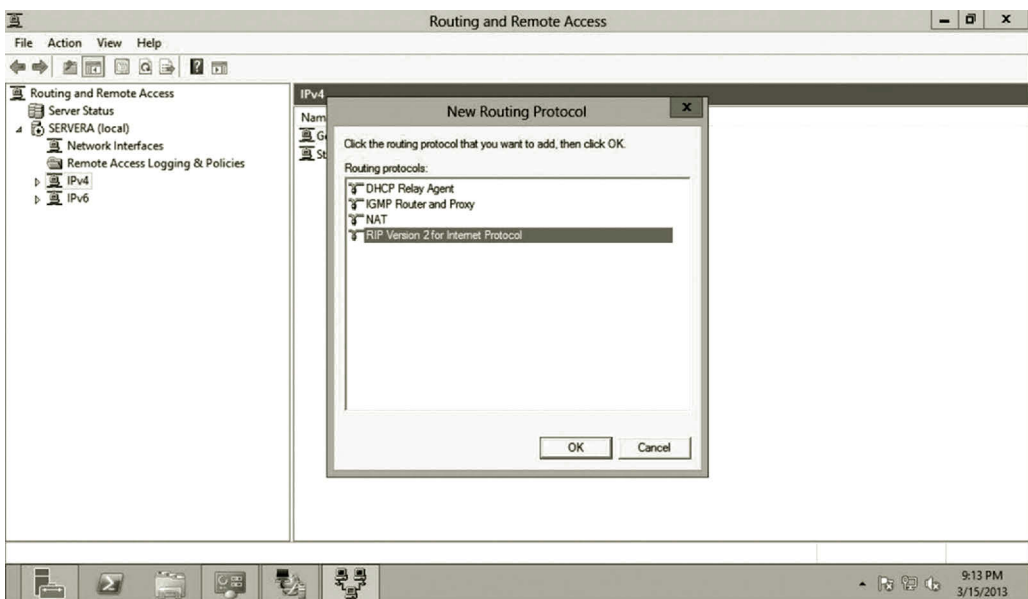 Routing and Remote Access
File Action View Help
Routing and Remote Access
Server Status
SERVERA (local)
Network Interfaces
Remote Access Logging & Policies
IPv4
IPv6
IPv4
Nam
G
St
New Routing Protocol
x
Click the routing protocol that you want to add, then click OK.
Routing protocols:
DHCP Relay Agent
IGMP Router and Proxy
NAT
RIP Version 2 for Internet Protocol
OK Cancel
9:13 PM
3/15/2013